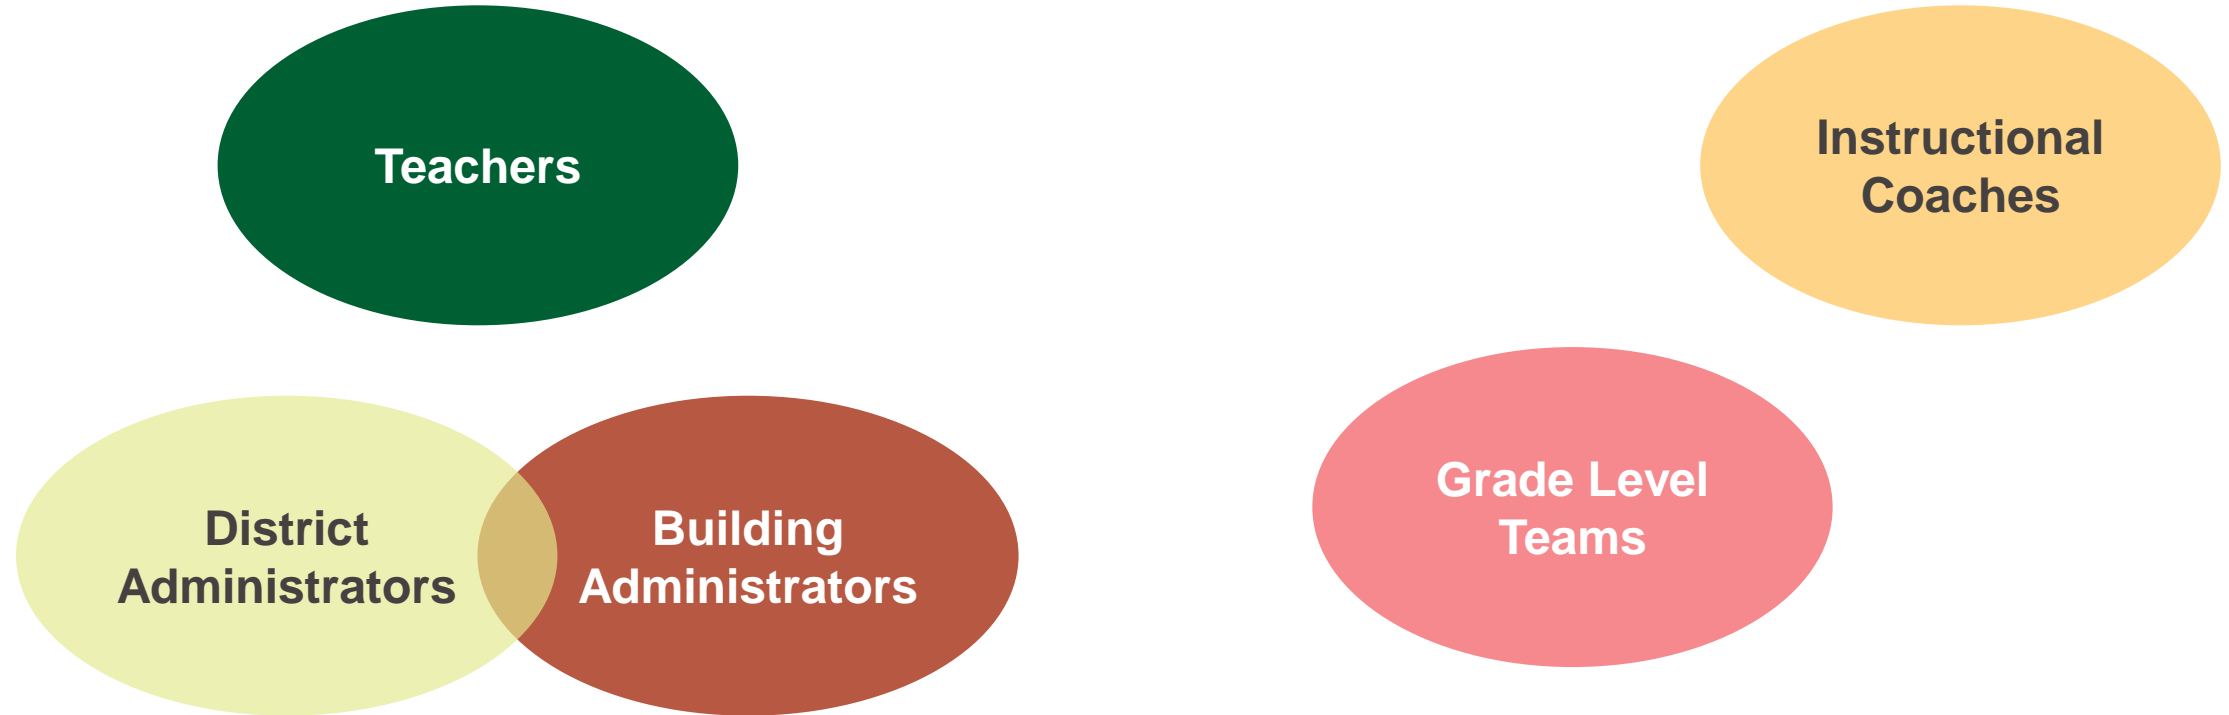 Teachers
Instructional
Coaches
Grade Level
Teams
District
Administrators
Building
Administrators